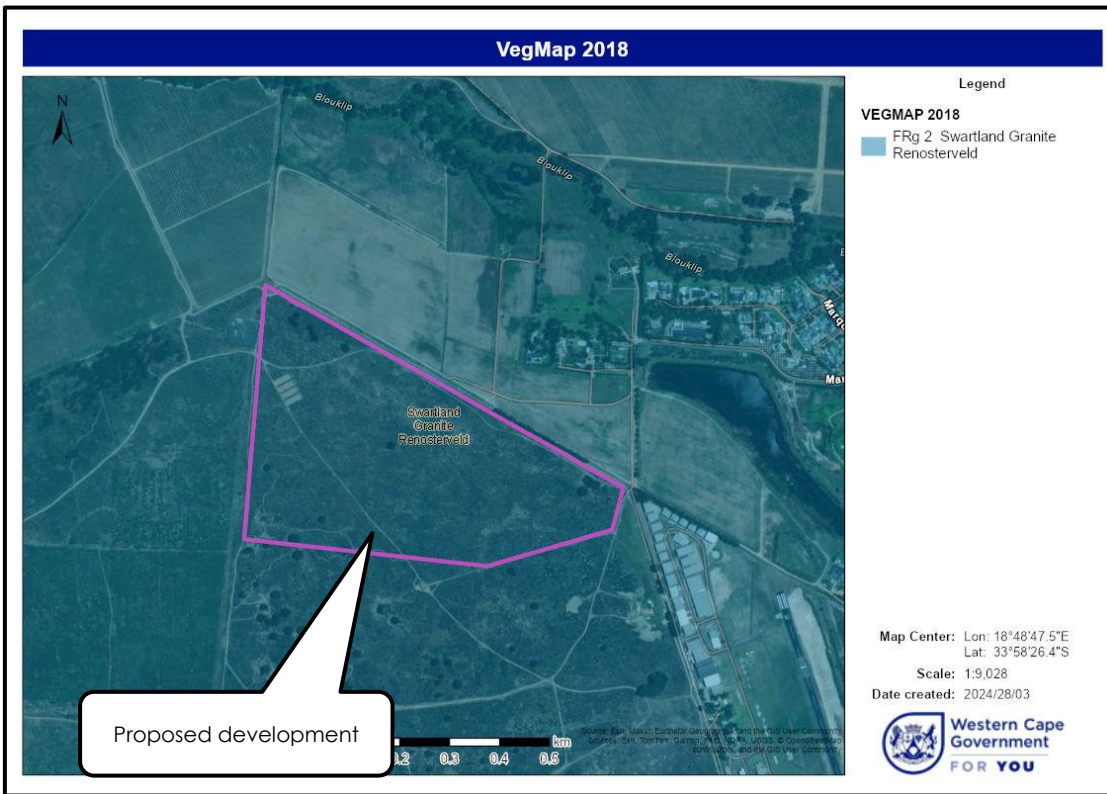 VegMap 2018
N
Blouklip
Blouklip
Blouklip
Legend
VEGMAP 2018
FRg 2 Swartland Granite
Renosterveld
Swartland
Granite
Renosterveld
Proposed development
0.2 0.3 0.4 0.5 km
Map Center: Lon: 18°48'47.5"E
Lat: 33°58'26.4"S
Scale: 1:9,028
Date created: 2024/28/03
Western Cape
Government
FOR YOU